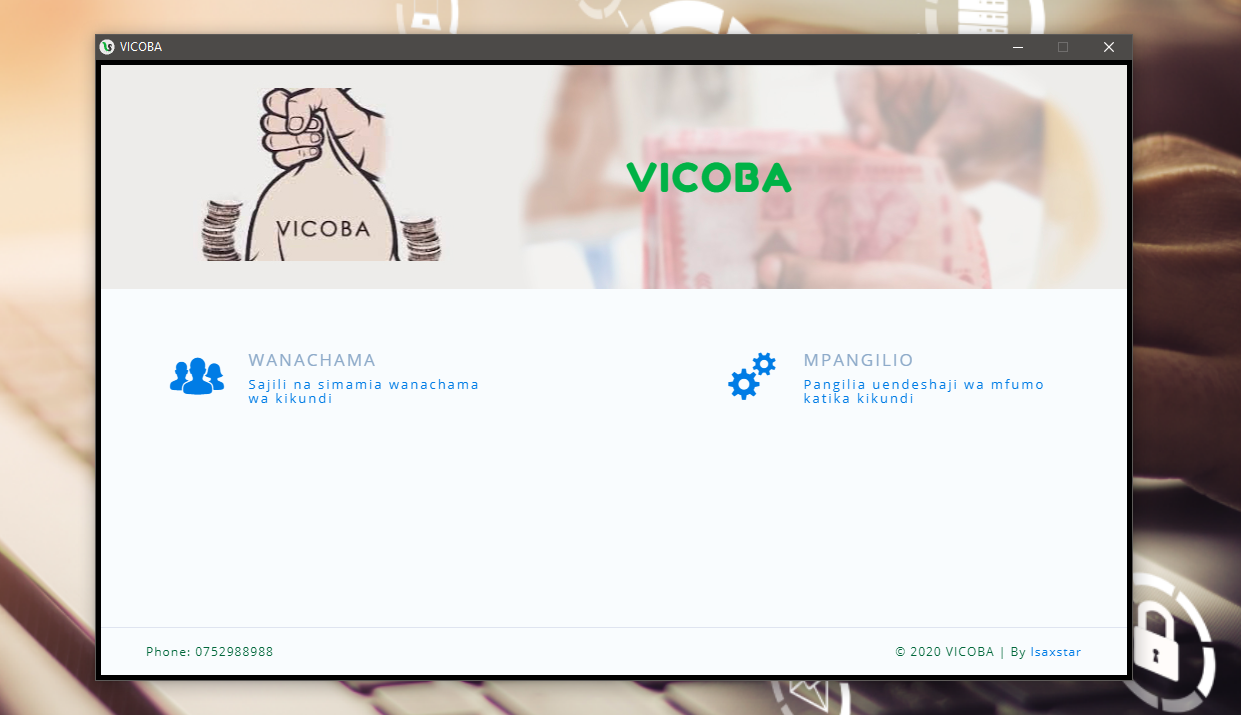 VICOBA
VICOBA
VICOBA
WANACHAMA
Sajili na simamia wanachama
wa kikundi
MPANGILIO
Pangilia uendeshaji wa mfumo
katika kikundi
Phone: 0752988988
© 2020 VICOBA | By Isaxstar